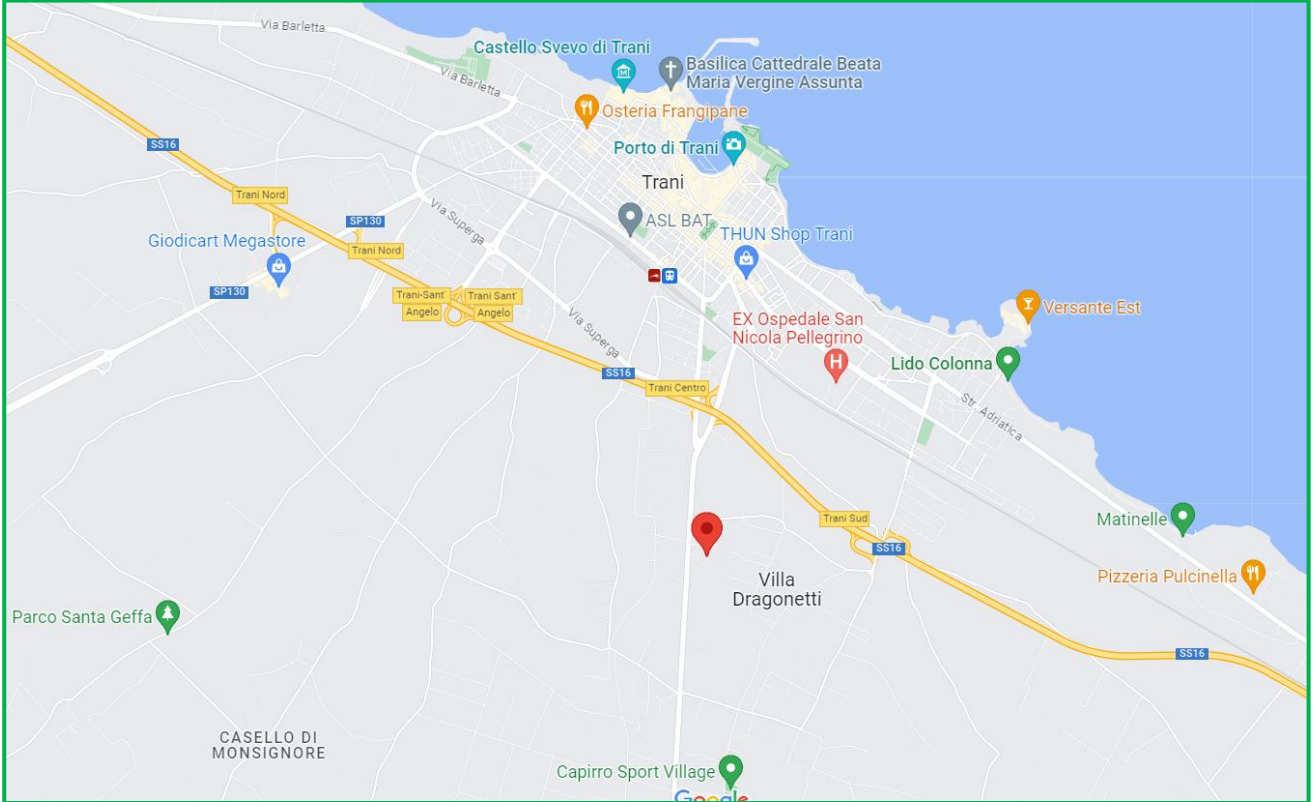 Via Barletta
Castello Svevo di Trani
Basilica Cattedrale Beata
Maria Vergine Assunta
Via Barletta
Osteria Frangipane
SS16
Porto di Trani
Trani
Trani Nord
Via Superga
SP130
ASL BAT
THUN Shop Trani
Giodicart Megastore
Trani Nord
SP130
Trani-Sant'
Angelo
Trani Sant'
Angelo
Via Superga
EX Ospedale San
Nicola Pellegrino
Versante Est
Lido Colonna
SS16
Trani Centro
Str. Adriatica
Trani Sud
Matinelle
SS16
Villa
Dragonetti
Pizzeria Pulcinella
Parco Santa Geffa
SS16
CASELLO DI
MONSIGNORE
Capirro Sport Village
Google